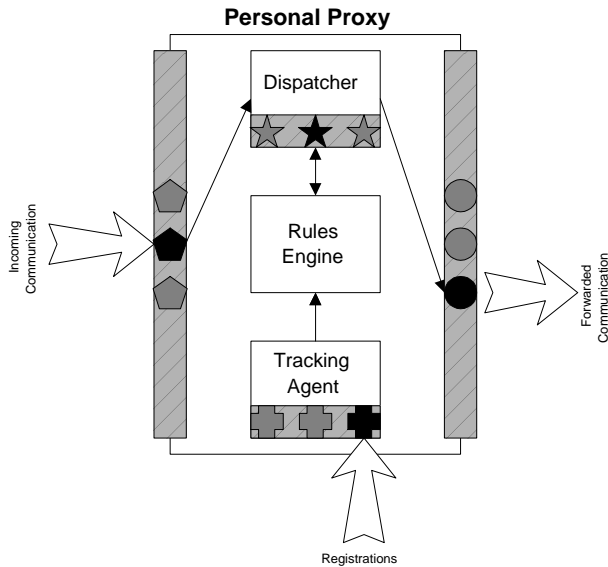 Personal Proxy
Dispatcher
Incoming
Communication
Rules
Engine
Forwarded
Communication
Tracking
Agent
Registrations